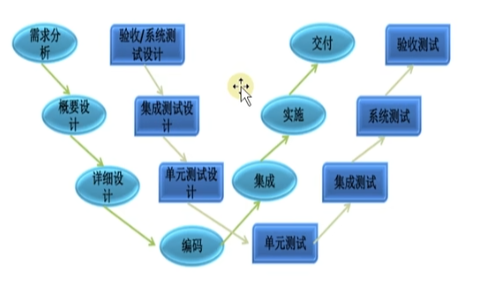 需求分
析
验收/系统测
试设计
交付
验收测试
概要设
计
集成测试设
计
实施
系统测试
详细设
计
单元测试设
计
集成
集成测试
编码
单元测试